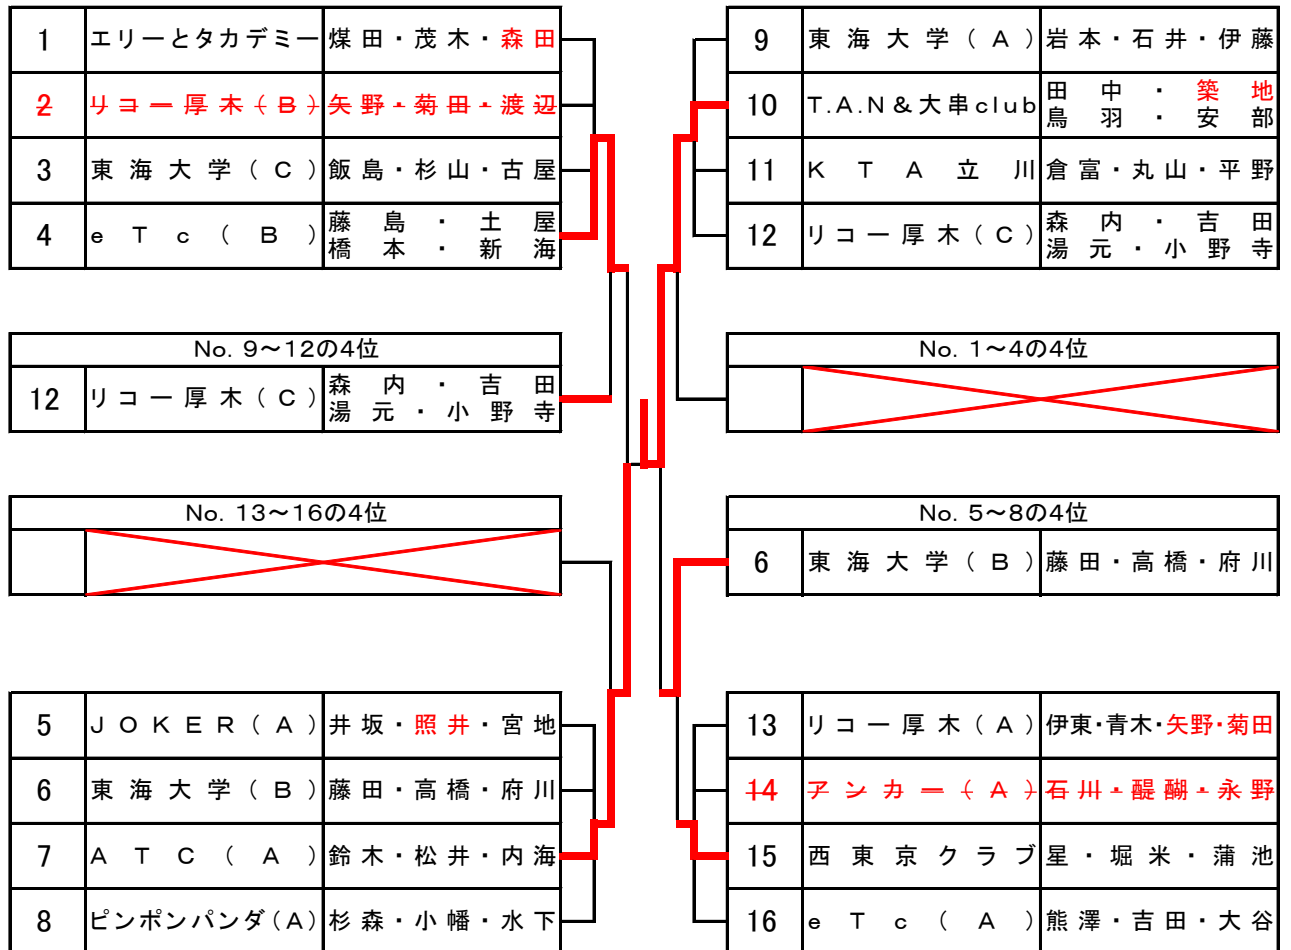 1 エリーとタカデミー 煤田・茂木・森田
2 リコー厚木(B) 矢野・菊田・渡辺
3 東海大学(C) 飯島・杉山・古屋
4 eTc(B) 藤島・土屋
橋本・新海
No. 9～12の4位
12 リコー厚木(C) 森内・吉田
湯元・小野寺
No. 13～16の4位
5 JOKER(A) 井坂・照井・宮地
6 東海大学(B) 藤田・高橋・府川
7 ATC(A) 鈴木・松井・内海
8 ピンポンパンダ(A) 杉森・小幡・水下
9 東海大学(A) 岩本・石井・伊藤
10 T.A.N&大串club 田中・築地
鳥羽・安部
11 KTA立川 倉富・丸山・平野
12 リコー厚木(C) 森内・吉田
湯元・小野寺
No. 1～4の4位
No. 5～8の4位
6 東海大学(B) 藤田・高橋・府川
13 リコー厚木(A) 伊東・青木・矢野・菊田
14 アンカー(A) 石川・醍醐・永野
15 西東京クラブ 星・堀米・蒲池
16 eTc(A) 熊澤・吉田・大谷